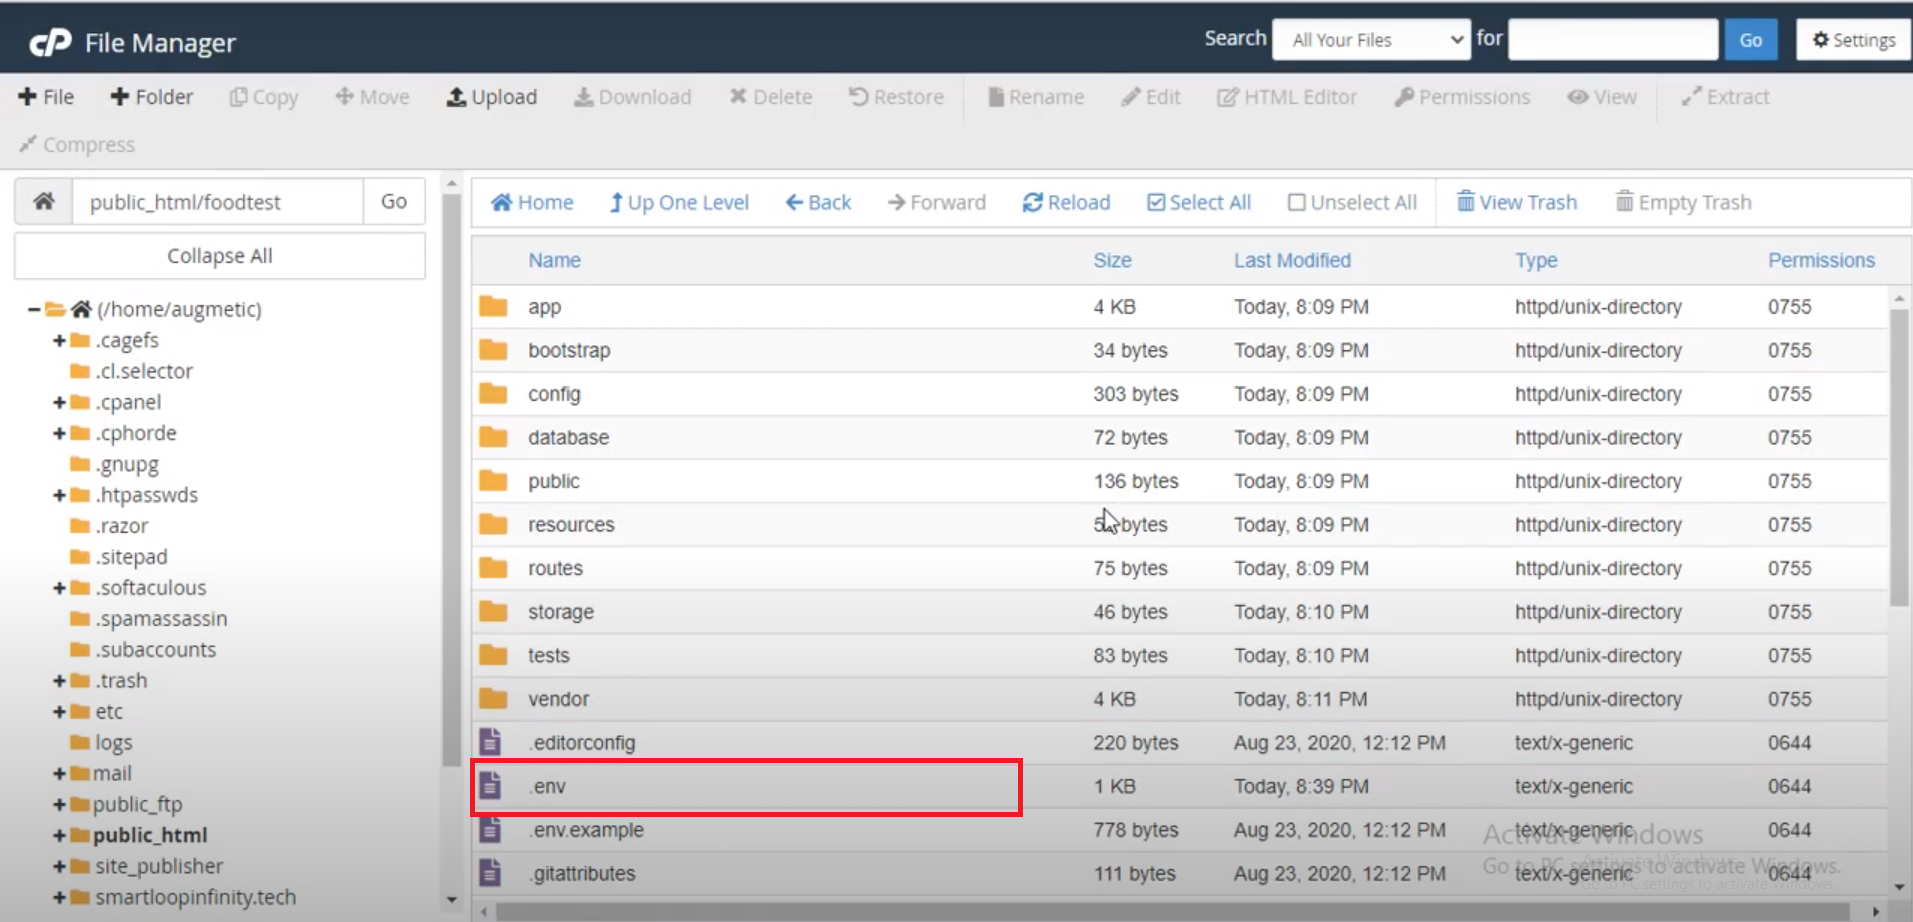 cP File Manager
Search All Your Files for Go Settings
File Folder Copy Move Upload Download Delete Restore Rename Edit HTML Editor Permissions View Extract
Compress
public_html/foodtest Go
Collapse All
(/home/augmetic)
.cagefs
.cl.selector
.cpanel
.cphorde
.gnupg
.htpasswds
.razor
.sitepad
.softaculous
.spamassassin
.subaccounts
.trash
etc
logs
mail
public_ftp
public_html
site_publisher
smartloopinfinity.tech
Home Up One Level Back Forward Reload Select All Unselect All View Trash Empty Trash
Name Size Last Modified Type Permissions
app 4 KB Today, 8:09 PM httpd/unix-directory 0755
bootstrap 34 bytes Today, 8:09 PM httpd/unix-directory 0755
config 303 bytes Today, 8:09 PM httpd/unix-directory 0755
database 72 bytes Today, 8:09 PM httpd/unix-directory 0755
public 136 bytes Today, 8:09 PM httpd/unix-directory 0755
resources bytes Today, 8:09 PM httpd/unix-directory 0755
routes 75 bytes Today, 8:09 PM httpd/unix-directory 0755
storage 46 bytes Today, 8:10 PM httpd/unix-directory 0755
tests 83 bytes Today, 8:10 PM httpd/unix-directory 0755
vendor 4 KB Today, 8:11 PM httpd/unix-directory 0755
.editorconfig 220 bytes Aug 23, 2020, 12:12 PM text/x-generic 0644
.env 1 KB Today, 8:39 PM text/x-generic 0644
.env.example 778 bytes Aug 23, 2020, 12:12 PM text/x-generic 0644
.gitattributes 111 bytes Aug 23, 2020, 12:12 PM text/x-generic 0644
Activate Windows
Go to PC settings to activate Windows.
Activate Windows
Go to PC settings to activate Windows.